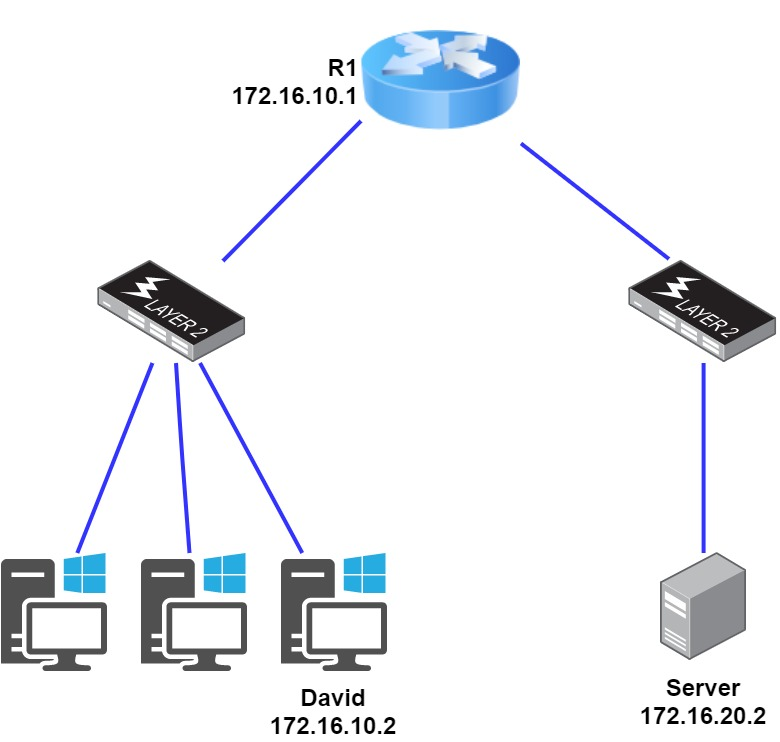 R1
172.16.10.1
LAYER 2
LAYER 2
David
172.16.10.2
Server
172.16.20.2